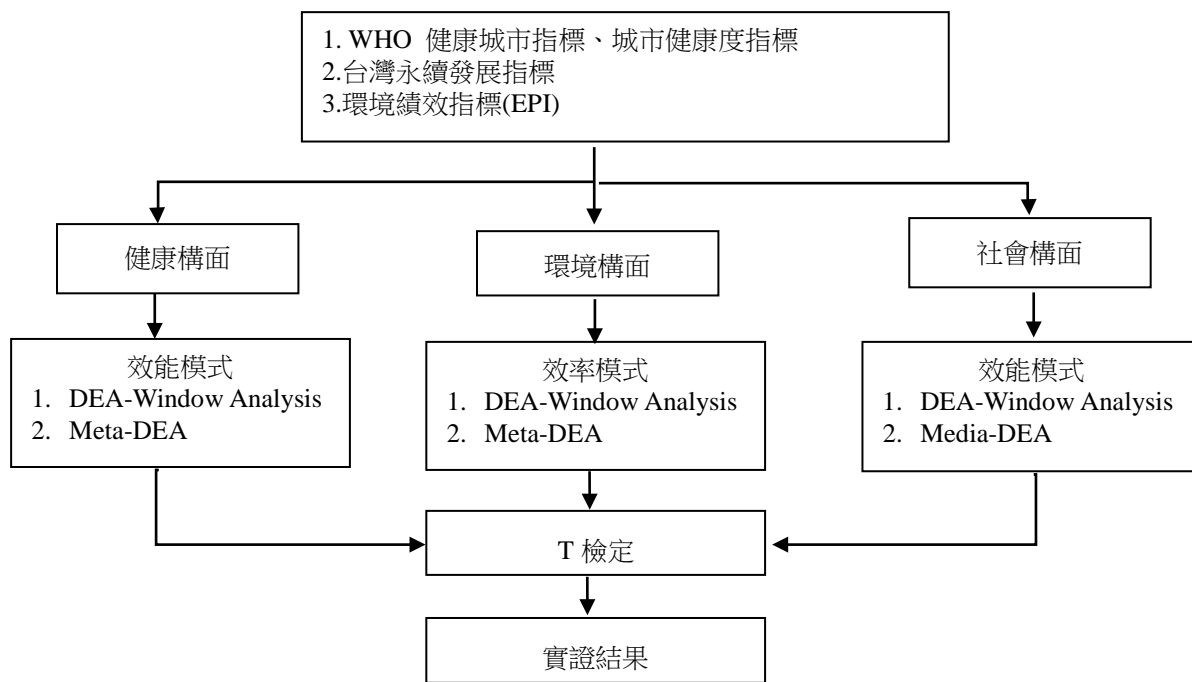 1. WHO 健康城市指標、城市健康度指標
2.台灣永續發展指標
3.環境績效指標(EPI)
健康構面
環境構面
社會構面
效能模式
1. DEA-Window Analysis
2. Meta-DEA
效率模式
1. DEA-Window Analysis
2. Meta-DEA
效能模式
1. DEA-Window Analysis
2. Media-DEA
T 檢定
實證結果